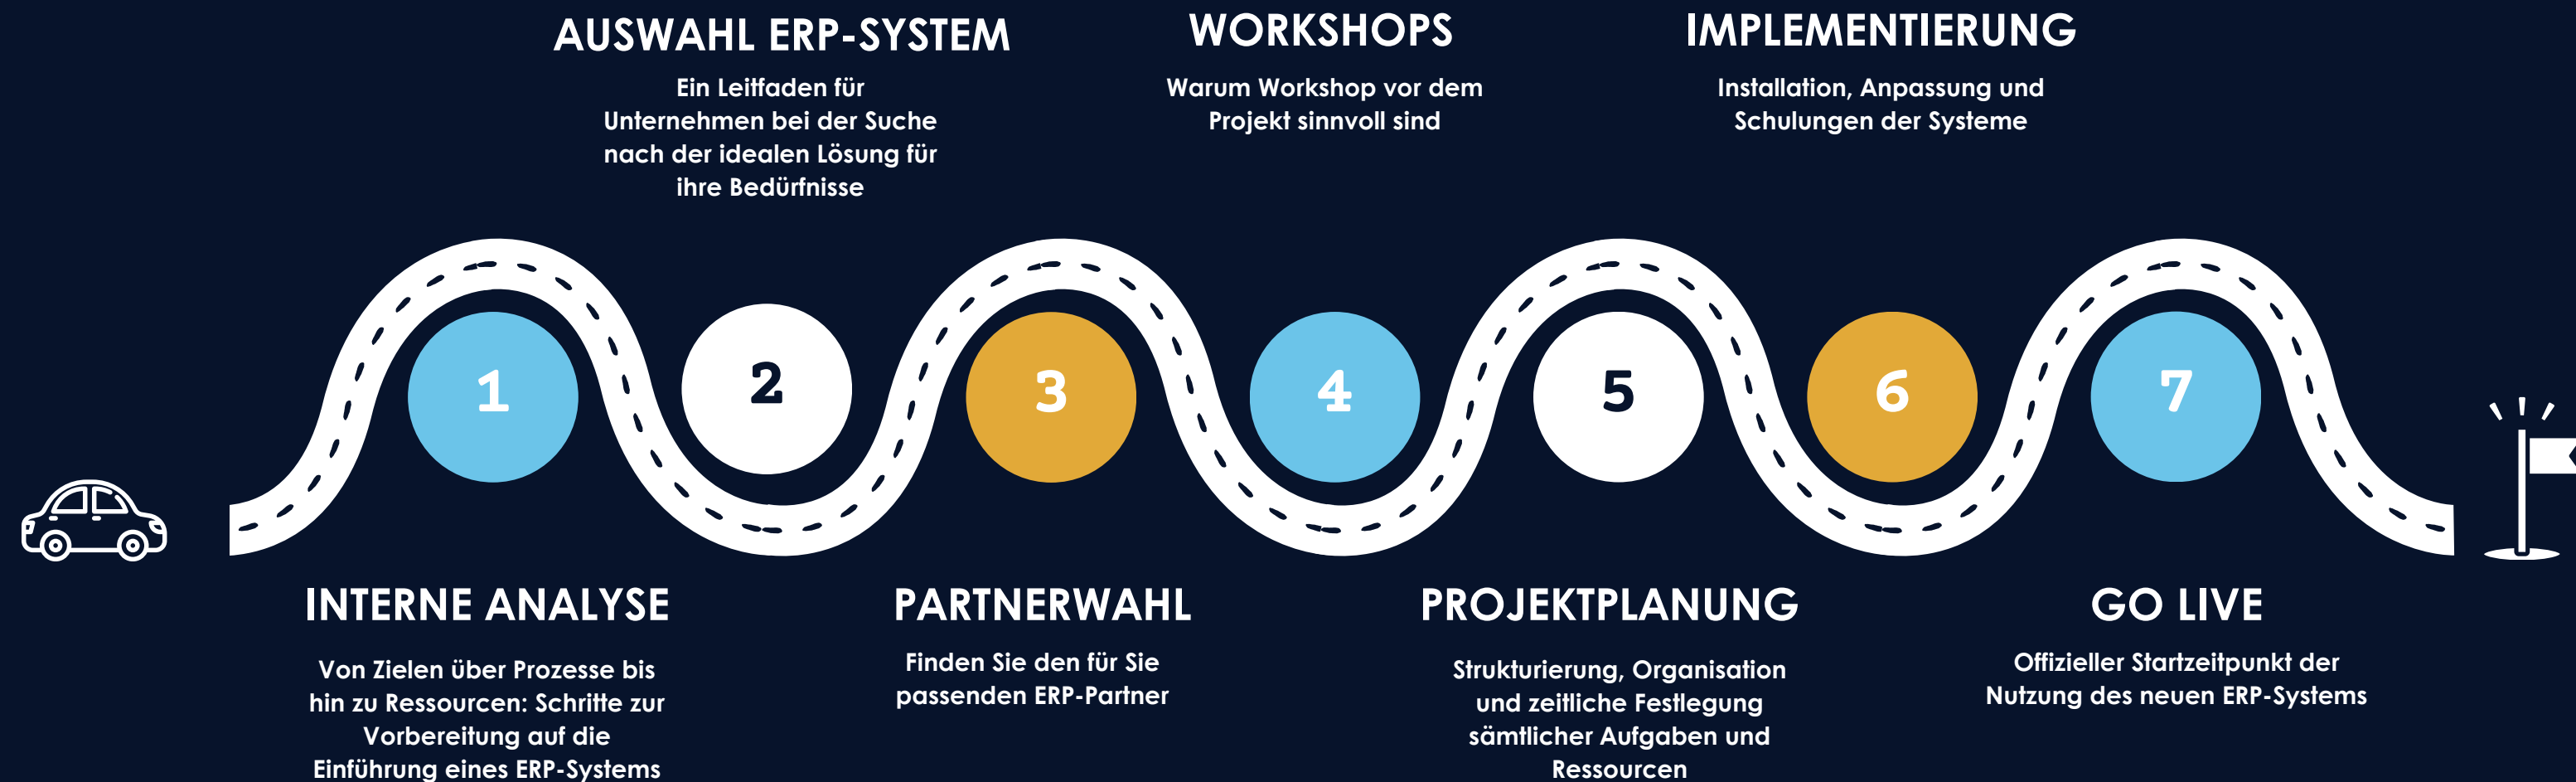 AUSWAHL ERP-SYSTEM
Ein Leitfaden für
Unternehmen bei der Suche
nach der idealen Lösung für
ihre Bedürfnisse
WORKSHOPS
Warum Workshop vor dem
Projekt sinnvoll sind
IMPLEMENTIERUNG
Installation, Anpassung und
Schulungen der Systeme
1
2
3
4
5
6
7
INTERNE ANALYSE
Von Zielen über Prozesse bis
hin zu Ressourcen: Schritte zur
Vorbereitung auf die
Einführung eines ERP-Systems
PARTNERWAHL
Finden Sie den für Sie
passenden ERP-Partner
PROJEKTPLANUNG
Strukturierung, Organisation
und zeitliche Festlegung
sämtlicher Aufgaben und
Ressourcen
GO LIVE
Offizieller Startzeitpunkt der
Nutzung des neuen ERP-Systems